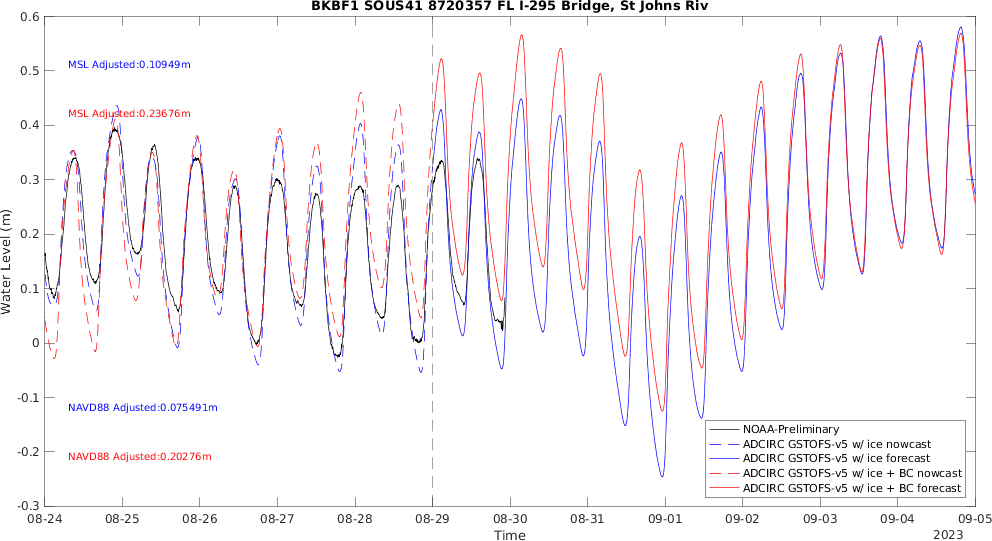 BKBF1 SOUS41 8720357 FL I-295 Bridge, St Johns Riv
0.6
0.5
0.4
0.3
0.2
0.1
0
-0.1
-0.2
-0.3
Water Level (m)
MSL Adjusted:0.10949m
MSL Adjusted:0.23676m
NAVD88 Adjusted:0.075491m
NAVD88 Adjusted:0.20276m
NOAA-Preliminary
ADCIRC GSTOFS-v5 w/ ice nowcast
ADCIRC GSTOFS-v5 w/ ice forecast
ADCIRC GSTOFS-v5 w/ ice + BC nowcast
ADCIRC GSTOFS-v5 w/ ice + BC forecast
08-24 08-25 08-26 08-27 08-28 08-29 08-30 08-31 09-01 09-02 09-03 09-04 09-05
Time
2023